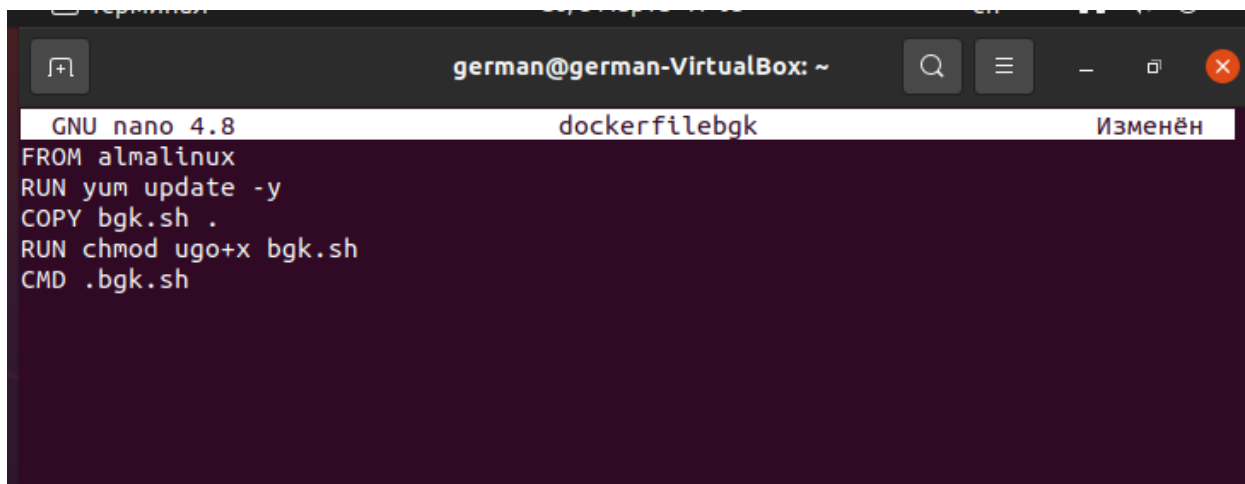 german@german-VirtualBox: ~
GNU nano 4.8 dockerfilebgk Изменён
FROM almalinux
RUN yum update -y
COPY bgk.sh .
RUN chmod ugo+x bgk.sh
CMD .bgk.sh